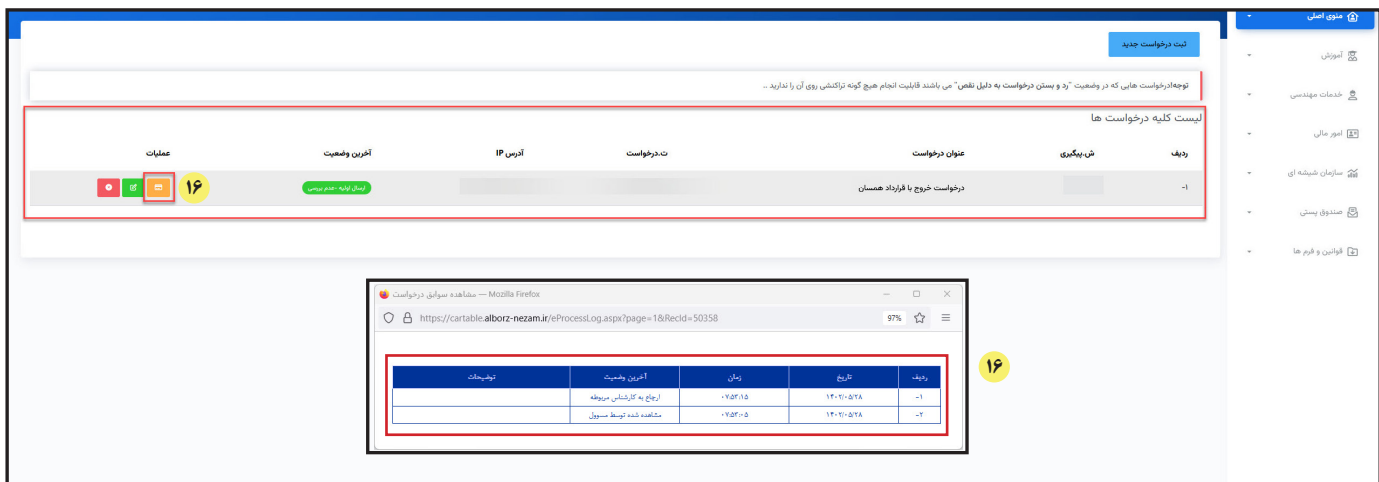 منوی اصلی
آموزش
خدمات مهندسی
امور مالی
سازمان شیشه ای
صندوق پستی
قوانین و فرم ها
ثبت درخواست جدید
توجه!درخواست هایی که در وضعیت "رد و بستن درخواست به دلیل نقص" می باشند قابلیت انجام هیچ گونه تراکنشی روی آن را ندارید ..
لیست کلیه درخواست ها
ردیف ش.پیگیری عنوان درخواست ت.درخواست آدرس IP آخرین وضعیت عملیات
۱- درخواست خروج با قرارداد همسان ارسال اولیه -عدم بررسی ۱۶
مشاهده سوابق درخواست — Mozilla Firefox
https://cartable.alborz-nezam.ir/eProcessLog.aspx?page=1&RecId=50358 97%
۱۶
ردیف تاریخ زمان آخرین وضعیت توضیحات
۱- ۱۴۰۲/۰۵/۲۸ ۰۷:۵۳:۱۵ ارجاع به کارشناس مربوطه
۲- ۱۴۰۲/۰۵/۲۸ ۰۷:۵۳:۰۵ مشاهده شده توسط مسوول